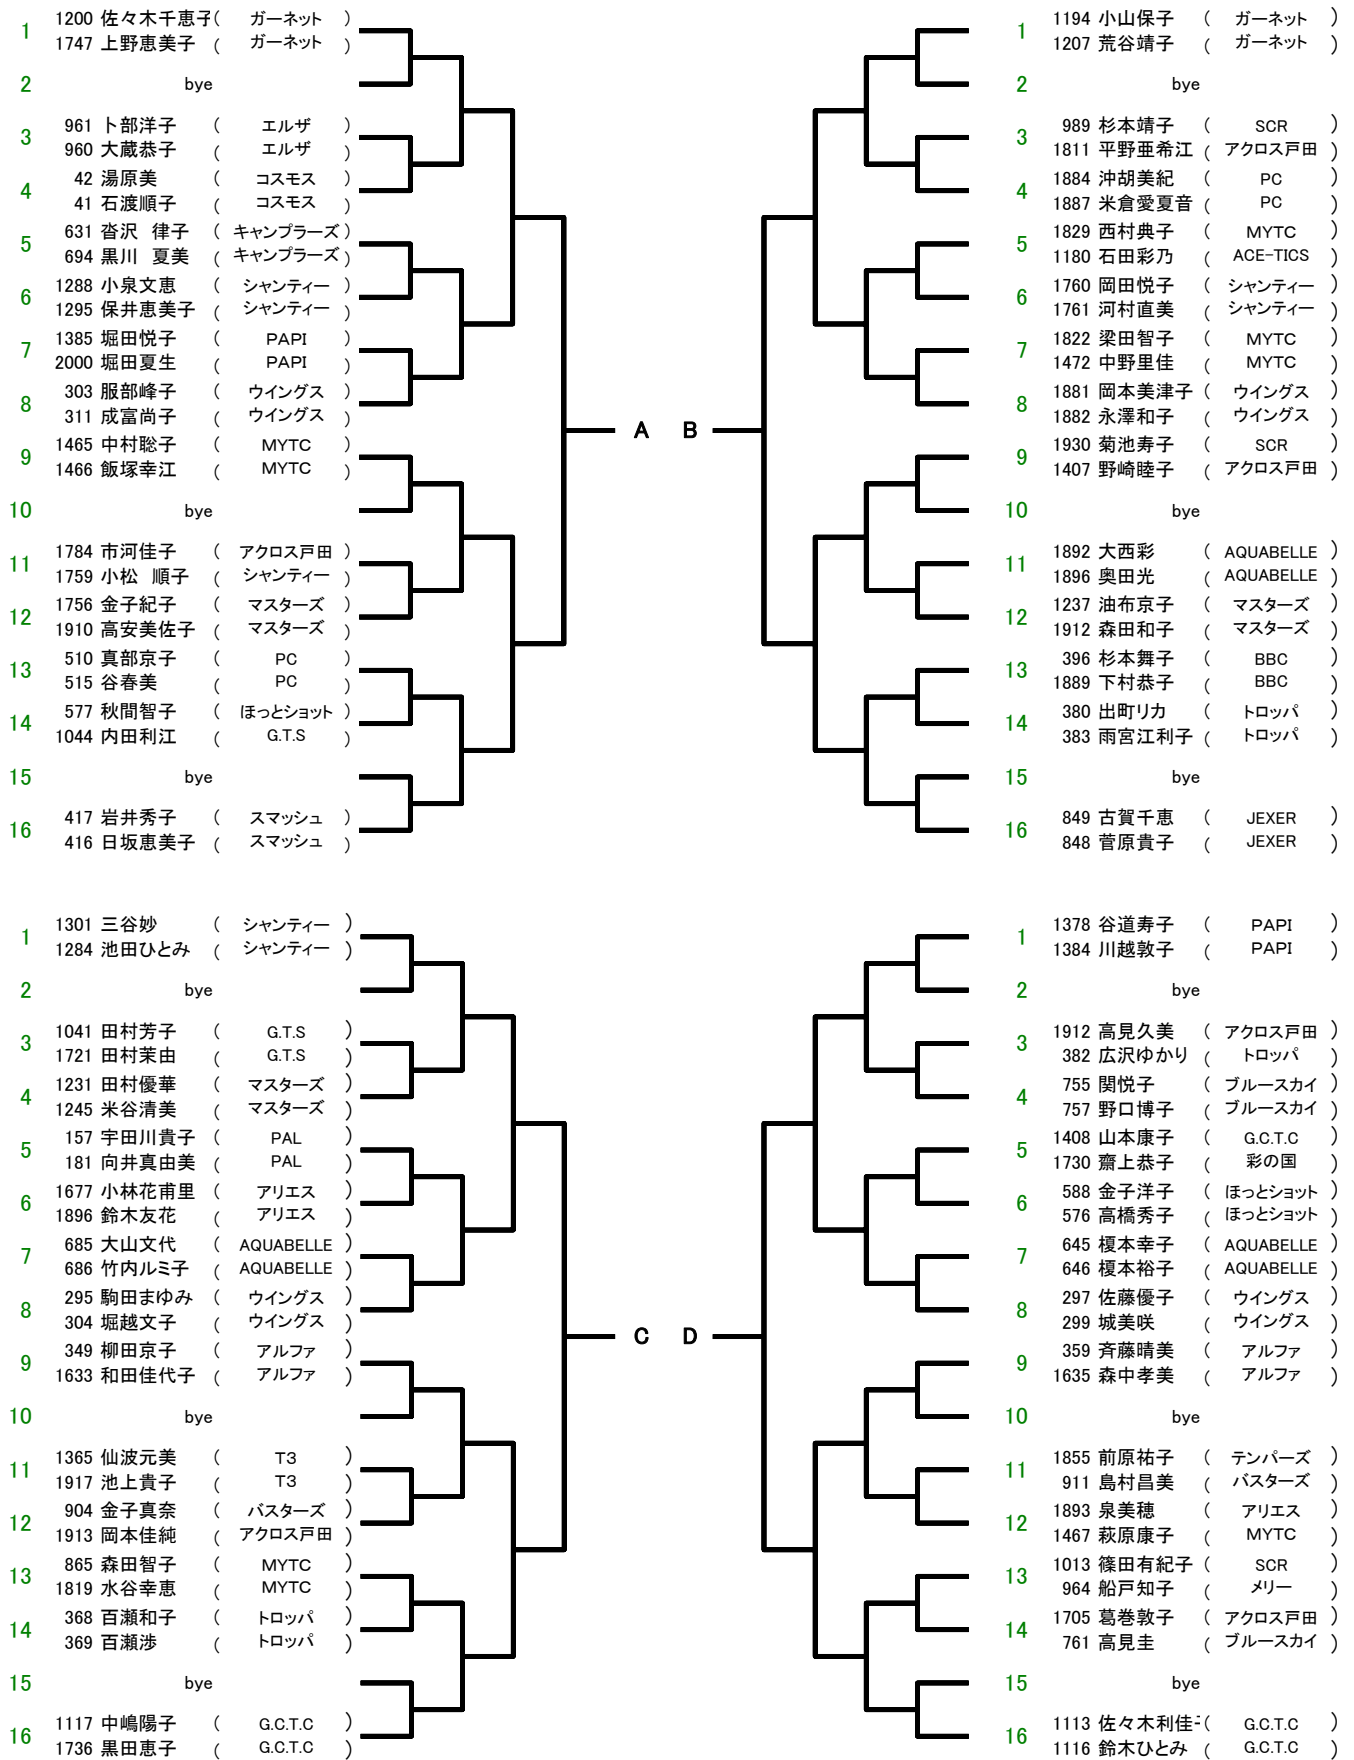 1 1200 佐々木千恵子( ガーネット )
1747 上野恵美子 ( ガーネット )
2 bye
3 961 卜部洋子 ( エルザ )
960 大蔵恭子 ( エルザ )
4 42 湯原美 ( コスモス )
41 石渡順子 ( コスモス )
5 631 沓沢 律子 ( キャンプラーズ )
694 黒川 夏美 ( キャンプラーズ )
6 1288 小泉文恵 ( シャンティー )
1295 保井恵美子 ( シャンティー )
7 1385 堀田悦子 ( PAPI )
2000 堀田夏生 ( PAPI )
8 303 服部峰子 ( ウイングス )
311 成富尚子 ( ウイングス )
9 1465 中村聡子 ( MYTC )
1466 飯塚幸江 ( MYTC )
10 bye
11 1784 市河佳子 ( アクロス戸田 )
1759 小松 順子 ( シャンティー )
12 1756 金子紀子 ( マスターズ )
1910 高安美佐子 ( マスターズ )
13 510 真部京子 ( PC )
515 谷春美 ( PC )
14 577 秋間智子 ( ほっとショット )
1044 内田利江 ( G.T.S )
15 bye
16 417 岩井秀子 ( スマッシュ )
416 日坂恵美子 ( スマッシュ )
A B
1 1194 小山保子 ( ガーネット )
1207 荒谷靖子 ( ガーネット )
2 bye
3 989 杉本靖子 ( SCR )
1811 平野亜希江 ( アクロス戸田 )
4 1884 沖胡美紀 ( PC )
1887 米倉愛夏音 ( PC )
5 1829 西村典子 ( MYTC )
1180 石田彩乃 ( ACE-TICS )
6 1760 岡田悦子 ( シャンティー )
1761 河村直美 ( シャンティー )
7 1822 梁田智子 ( MYTC )
1472 中野里佳 ( MYTC )
8 1881 岡本美津子 ( ウイングス )
1882 永澤和子 ( ウイングス )
9 1930 菊池寿子 ( SCR )
1407 野崎睦子 ( アクロス戸田 )
10 bye
11 1892 大西彩 ( AQUABELLE )
1896 奥田光 ( AQUABELLE )
12 1237 油布京子 ( マスターズ )
1912 森田和子 ( マスターズ )
13 396 杉本舞子 ( BBC )
1889 下村恭子 ( BBC )
14 380 出町リカ ( トロッパ )
383 雨宮江利子 ( トロッパ )
15 bye
16 849 古賀千恵 ( JEXER )
848 菅原貴子 ( JEXER )
1 1301 三谷妙 ( シャンティー )
1284 池田ひとみ ( シャンティー )
2 bye
3 1041 田村芳子 ( G.T.S )
1721 田村茉由 ( G.T.S )
4 1231 田村優華 ( マスターズ )
1245 米谷清美 ( マスターズ )
5 157 宇田川貴子 ( PAL )
181 向井真由美 ( PAL )
6 1677 小林花甫里 ( アリエス )
1896 鈴木友花 ( アリエス )
7 685 大山文代 ( AQUABELLE )
686 竹内ルミ子 ( AQUABELLE )
8 295 駒田まゆみ ( ウイングス )
304 堀越文子 ( ウイングス )
9 349 柳田京子 ( アルファ )
1633 和田佳代子 ( アルファ )
10 bye
11 1365 仙波元美 ( T3 )
1917 池上貴子 ( T3 )
12 904 金子真奈 ( バスターズ )
1913 岡本佳純 ( アクロス戸田 )
13 865 森田智子 ( MYTC )
1819 水谷幸恵 ( MYTC )
14 368 百瀬和子 ( トロッパ )
369 百瀬渉 ( トロッパ )
15 bye
16 1117 中嶋陽子 ( G.C.T.C )
1736 黒田恵子 ( G.C.T.C )
C D
1 1378 谷道寿子 ( PAPI )
1384 川越敦子 ( PAPI )
2 bye
3 1912 高見久美 ( アクロス戸田 )
382 広沢ゆかり ( トロッパ )
4 755 関悦子 ( ブルースカイ )
757 野口博子 ( ブルースカイ )
5 1408 山本康子 ( G.C.T.C )
1730 齋上恭子 ( 彩の国 )
6 588 金子洋子 ( ほっとショット )
576 高橋秀子 ( ほっとショット )
7 645 榎本幸子 ( AQUABELLE )
646 榎本裕子 ( AQUABELLE )
8 297 佐藤優子 ( ウイングス )
299 城美咲 ( ウイングス )
9 359 斉藤晴美 ( アルファ )
1635 森中孝美 ( アルファ )
10 bye
11 1855 前原祐子 ( テンパーズ )
911 島村昌美 ( バスターズ )
12 1893 泉美穂 ( アリエス )
1467 萩原康子 ( MYTC )
13 1013 篠田有紀子 ( SCR )
964 船戸知子 ( メリー )
14 1705 葛巻敦子 ( アクロス戸田 )
761 高見圭 ( ブルースカイ )
15 bye
16 1113 佐々木利佳 ( G.C.T.C )
1116 鈴木ひとみ ( G.C.T.C )